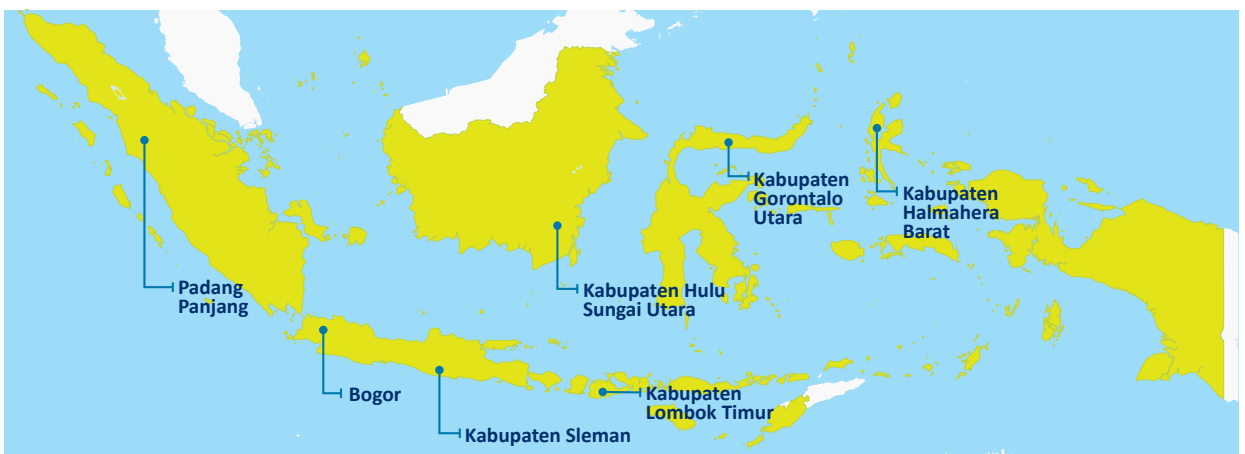 Kabupaten
Gorontalo
Utara
Kabupaten
Halmahera
Barat
Padang
Panjang
Kabupaten Hulu
Sungai Utara
Bogor
Kabupaten
Lombok Timur
Kabupaten Sleman